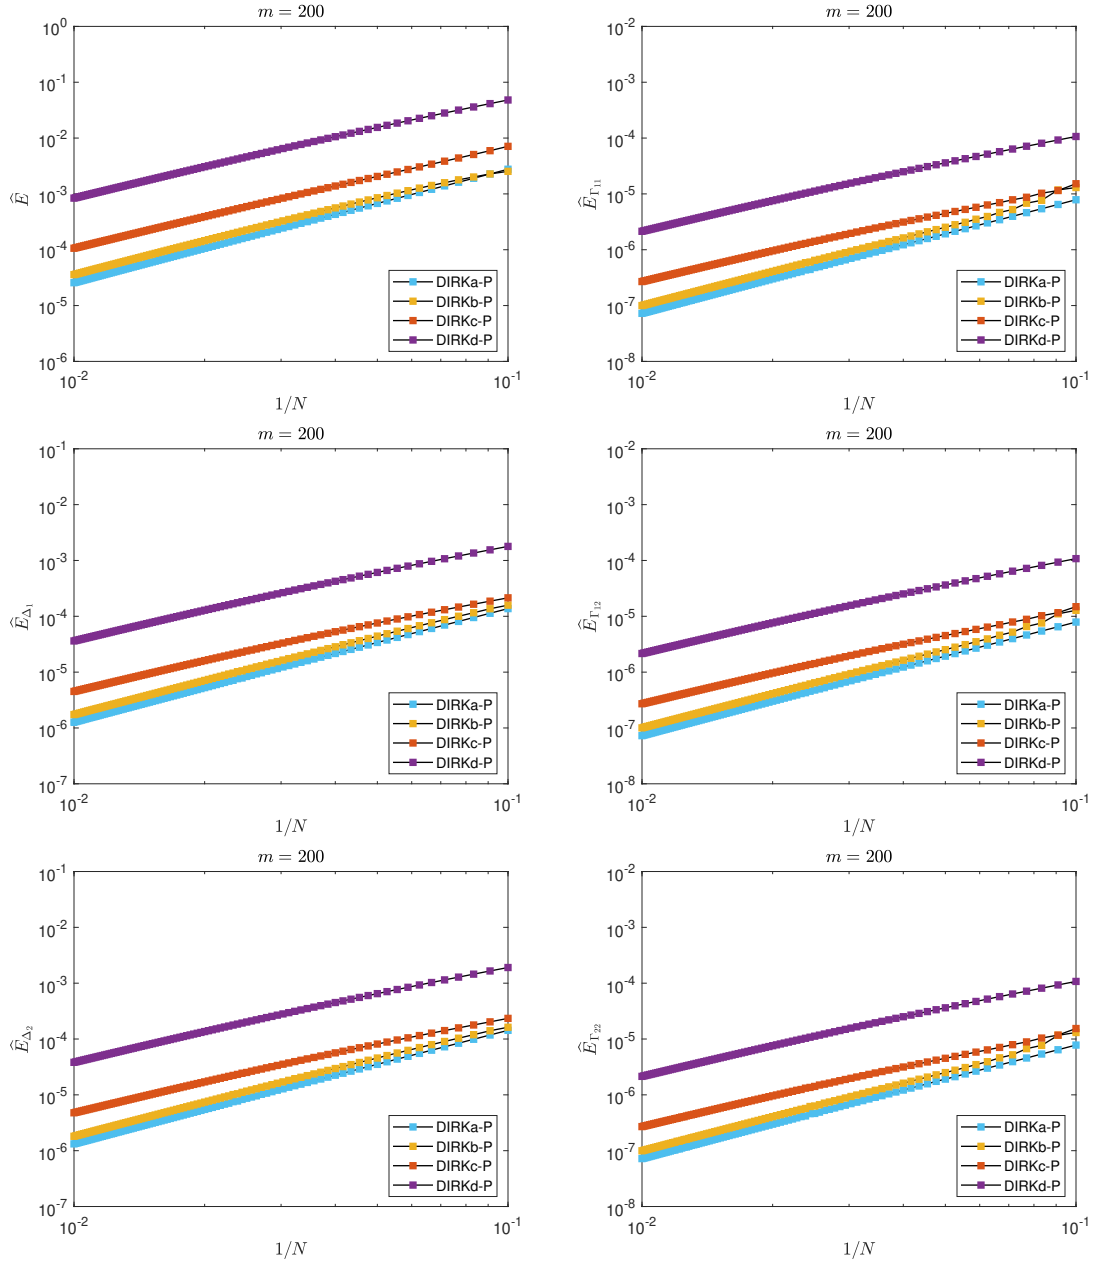 m = 200
10^0
10^-1
10^-2
10^-3
10^-4
10^-5
10^-6
Ê
10^-2
10^-1
1/N
DIRKa-P
DIRKb-P
DIRKc-P
DIRKd-P
m = 200
10^-2
10^-3
10^-4
10^-5
10^-6
10^-7
10^-8
Ê_Γ11
10^-2
10^-1
1/N
DIRKa-P
DIRKb-P
DIRKc-P
DIRKd-P
m = 200
10^-1
10^-2
10^-3
10^-4
10^-5
10^-6
10^-7
Ê_Δ1
10^-2
10^-1
1/N
DIRKa-P
DIRKb-P
DIRKc-P
DIRKd-P
m = 200
10^-2
10^-3
10^-4
10^-5
10^-6
10^-7
10^-8
Ê_Γ12
10^-2
10^-1
1/N
DIRKa-P
DIRKb-P
DIRKc-P
DIRKd-P
m = 200
10^-1
10^-2
10^-3
10^-4
10^-5
10^-6
10^-7
Ê_Δ2
10^-2
10^-1
1/N
DIRKa-P
DIRKb-P
DIRKc-P
DIRKd-P
m = 200
10^-2
10^-3
10^-4
10^-5
10^-6
10^-7
10^-8
Ê_Γ22
10^-2
10^-1
1/N
DIRKa-P
DIRKb-P
DIRKc-P
DIRKd-P